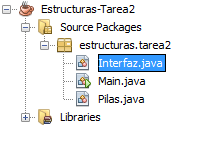 Estructuras-Tarea2
Source Packages
estructuras.tarea2
Interfaz.java
Main.java
Pilas.java
Libraries